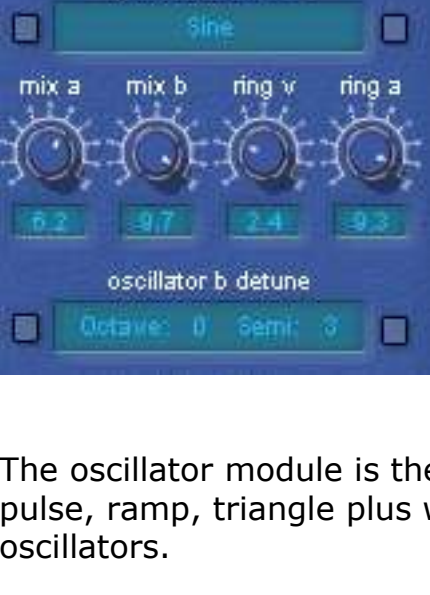 Sine
mix a mix b ring v ring a
6.2 9.7 2.4 9.3
oscillator b detune
Octave: 0 Semi: 3
The oscillator module is the
pulse, ramp, triangle plus
oscillators.